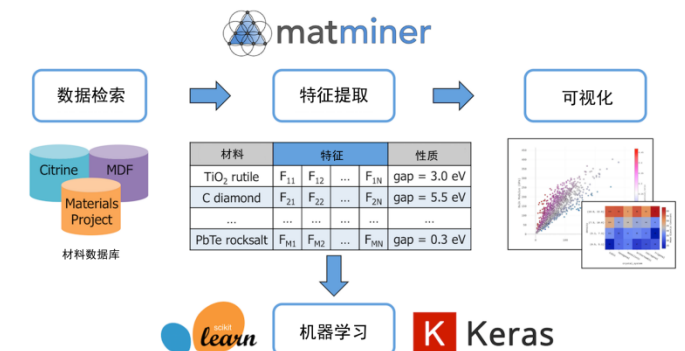 matminer
数据检索
特征提取
可视化
Citrine
MDF
Materials
Project
材料数据库
材料 特征 性质
TiO₂ rutile F₁₁ F₁₂ ... F₁N gap = 3.0 eV
C diamond F₂₁ F₂₂ ... F₂N gap = 5.5 eV
... ... ... ... ...
PbTe rocksalt FM₁ FM₂ ... FMN gap = 0.3 eV
scikit
learn
机器学习
K Keras